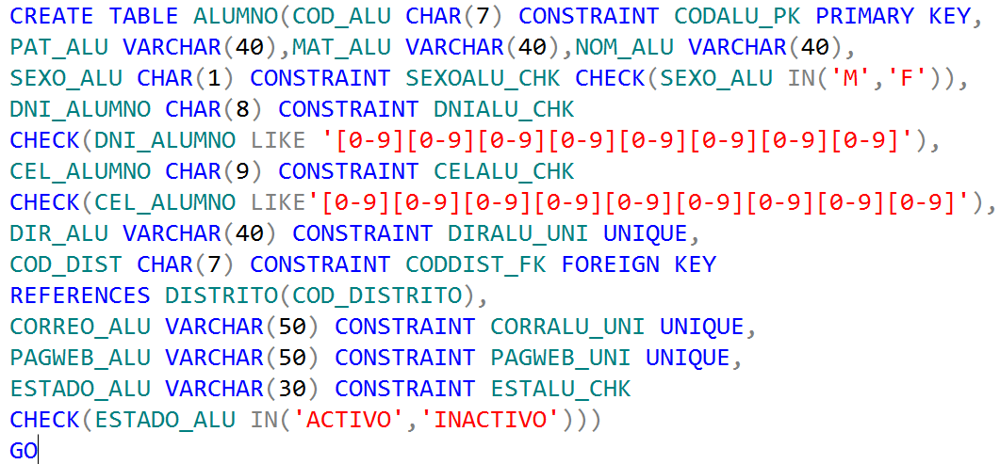 CREATE TABLE ALUMNO(COD_ALU CHAR(7) CONSTRAINT CODALU_PK PRIMARY KEY,
PAT_ALU VARCHAR(40),MAT_ALU VARCHAR(40),NOM_ALU VARCHAR(40),
SEXO_ALU CHAR(1) CONSTRAINT SEXOALU_CHK CHECK(SEXO_ALU IN('M','F')),
DNI_ALUMNO CHAR(8) CONSTRAINT DNIALU_CHK
CHECK(DNI_ALUMNO LIKE '[0-9][0-9][0-9][0-9][0-9][0-9][0-9][0-9]'),
CEL_ALUMNO CHAR(9) CONSTRAINT CELALU_CHK
CHECK(CEL_ALUMNO LIKE'[0-9][0-9][0-9][0-9][0-9][0-9][0-9][0-9][0-9]'),
DIR_ALU VARCHAR(40) CONSTRAINT DIRALU_UNI UNIQUE,
COD_DIST CHAR(7) CONSTRAINT CODDIST_FK FOREIGN KEY
REFERENCES DISTRITO(COD_DISTRITO),
CORREO_ALU VARCHAR(50) CONSTRAINT CORRALU_UNI UNIQUE,
PAGWEB_ALU VARCHAR(50) CONSTRAINT PAGWEB_UNI UNIQUE,
ESTADO_ALU VARCHAR(30) CONSTRAINT ESTALU_CHK
CHECK(ESTADO_ALU IN('ACTIVO','INACTIVO')))
GO